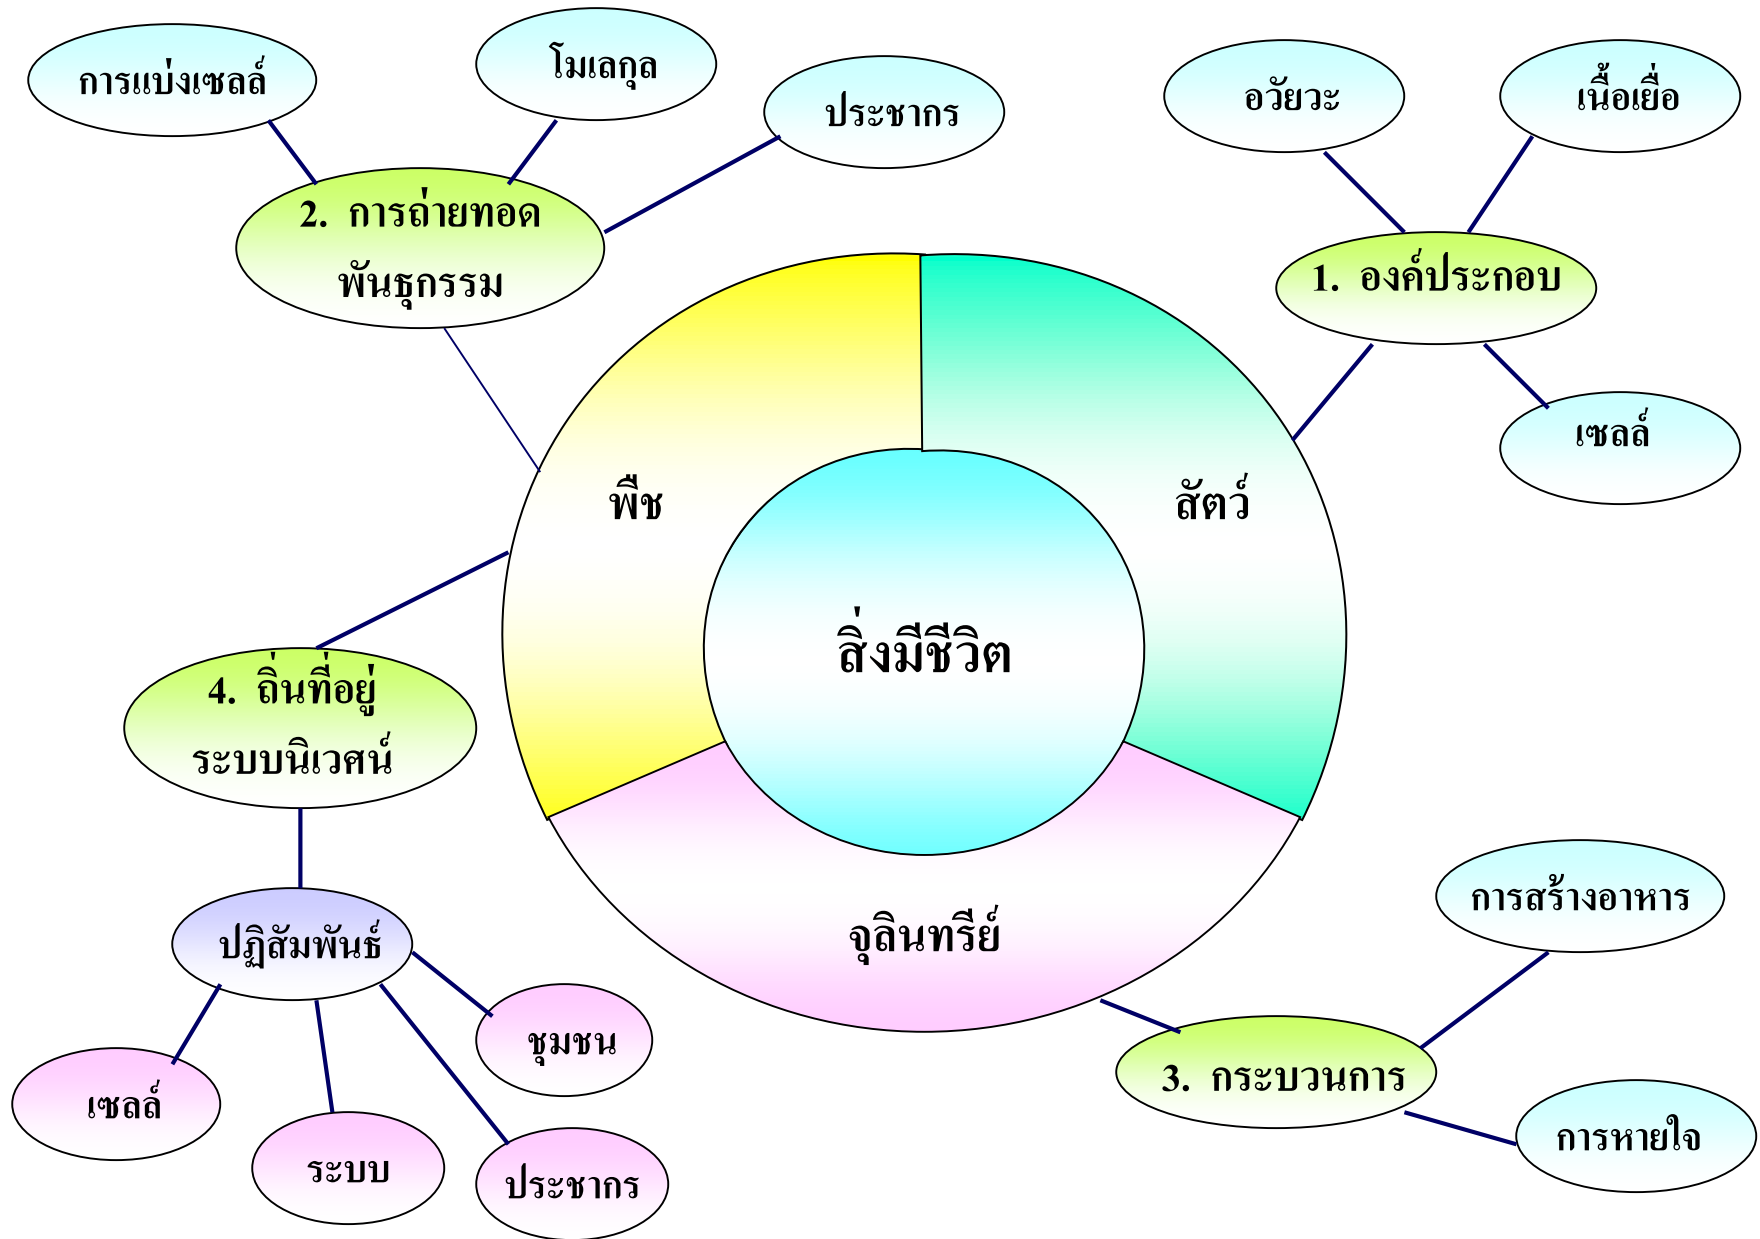 การแบ่งเซลล์
โมเลกุล
ประชากร
อวัยวะ
เนื้อเยื่อ
2. การถ่ายทอด
พันธุกรรม
1. องค์ประกอบ
เซลล์
พืช
สัตว์
สิ่งมีชีวิต
4. ถิ่นที่อยู่
ระบบนิเวศน์
จุลินทรีย์
การสร้างอาหาร
ปฏิสัมพันธ์
ชุมชน
3. กระบวนการ
เซลล์
การหายใจ
ระบบ
ประชากร